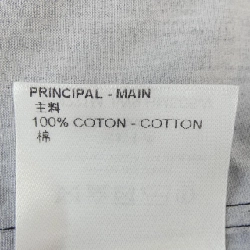 PRINCIPAL - MAIN
主料
100% COTON - COTTON
棉